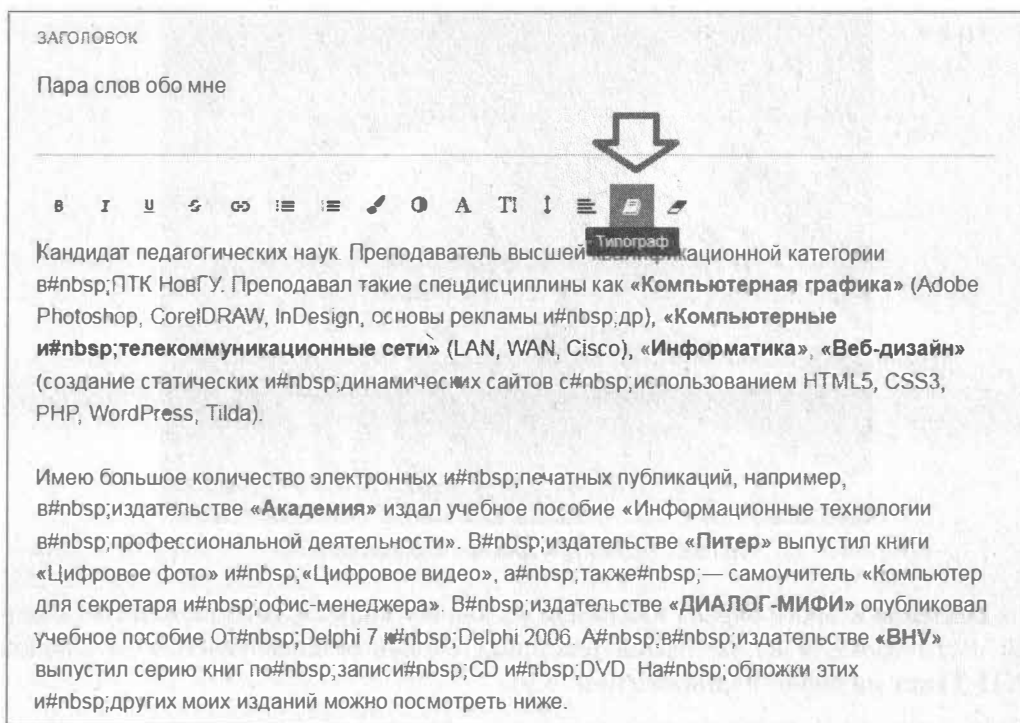 ЗАГОЛОВОК
Пара слов обо мне
B I U S A TI
Типограф
Кандидат педагогических наук. Преподаватель высшей квалификационной категории
в#nbsp;ПТК НовГУ. Преподавал такие спецдисциплины как «Компьютерная графика» (Adobe
Photoshop, CorelDRAW, InDesign, основы рекламы и#nbsp;др), «Компьютерные
и#nbsp;телекоммуникационные сети» (LAN, WAN, Cisco), «Информатика», «Веб-дизайн»
(создание статических и#nbsp;динамических сайтов с#nbsp;использованием HTML5, CSS3,
PHP, WordPress, Tilda).
Имею большое количество электронных и#nbsp;печатных публикаций, например,
в#nbsp;издательстве «Академия» издал учебное пособие «Информационные технологии
в#nbsp;профессиональной деятельности». В#nbsp;издательстве «Питер» выпустил книги
«Цифровое фото» и#nbsp;«Цифровое видео», а#nbsp;также#nbsp;— самоучитель «Компьютер
для секретаря и#nbsp;офис-менеджера». В#nbsp;издательстве «ДИАЛОГ-МИФИ» опубликовал
учебное пособие От#nbsp;Delphi 7 к#nbsp;Delphi 2006. А#nbsp;в#nbsp;издательстве «BHV»
выпустил серию книг по#nbsp;записи#nbsp;CD и#nbsp;DVD. На#nbsp;обложки этих
и#nbsp;других моих изданий можно посмотреть ниже.